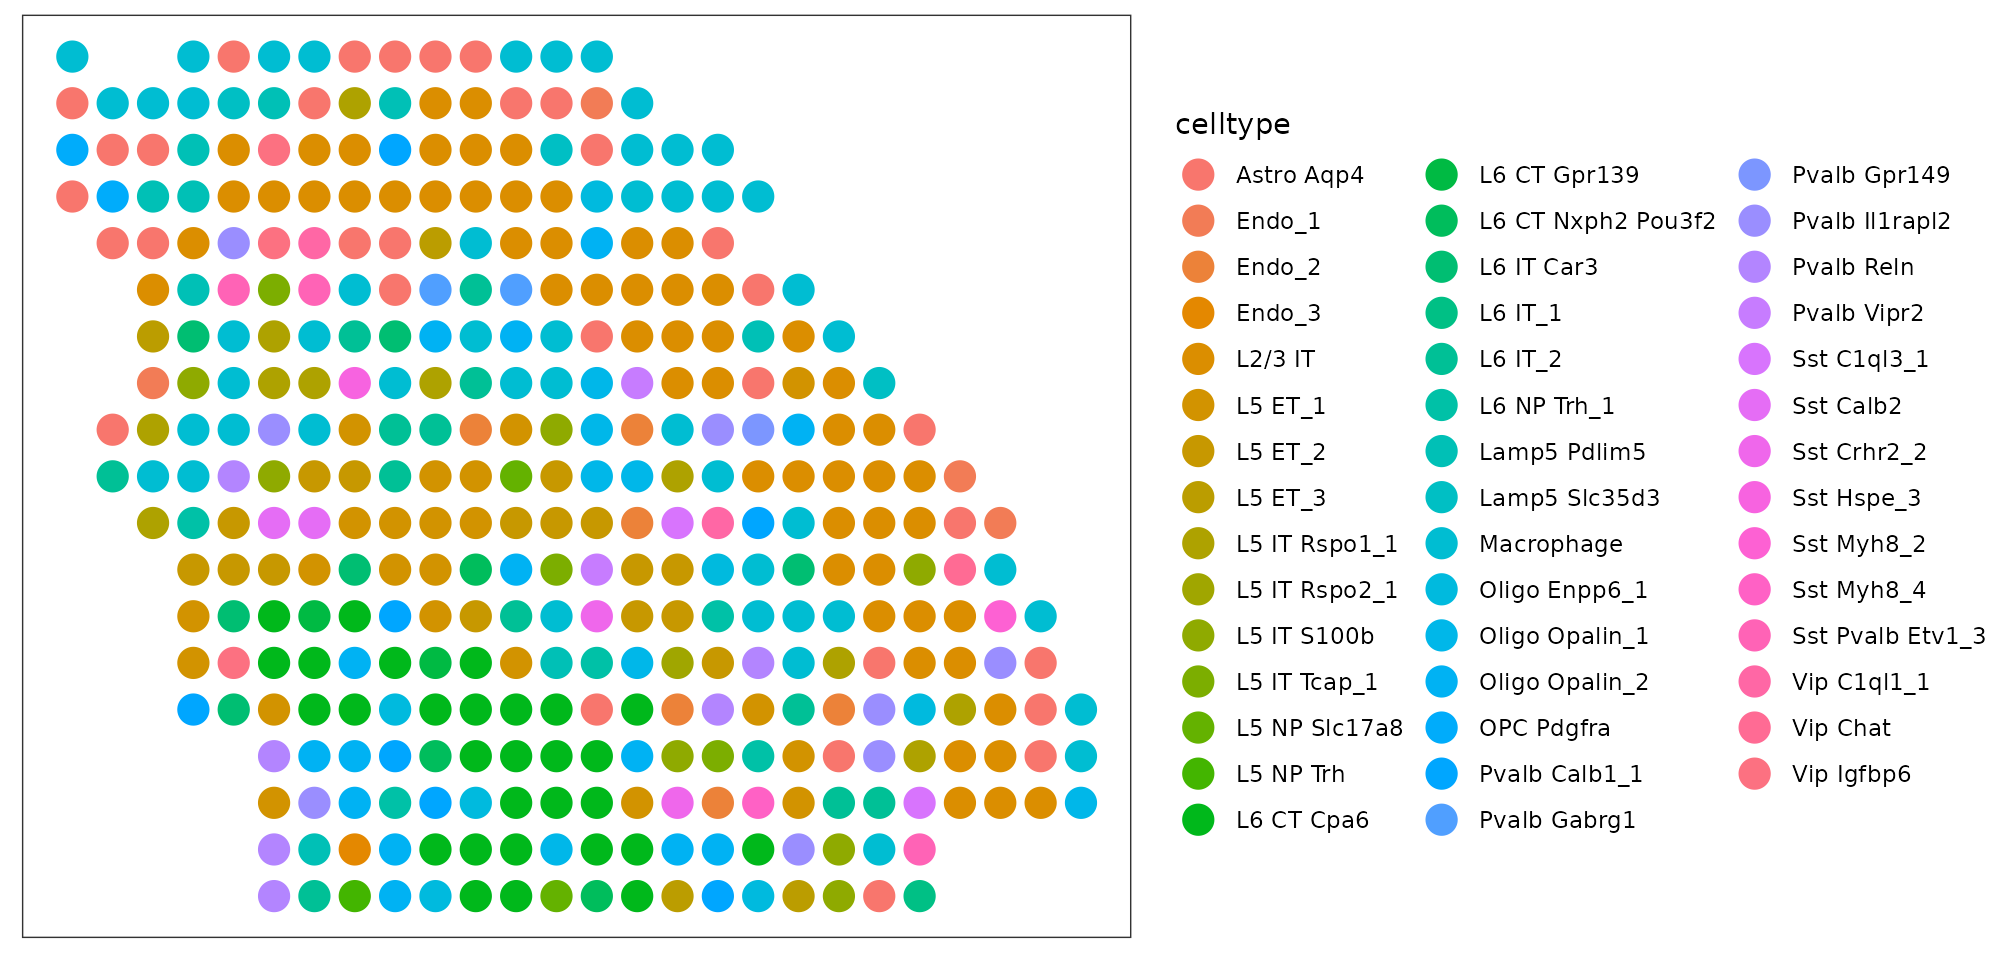 celltype
Astro Aqp4
Endo_1
Endo_2
Endo_3
L2/3 IT
L5 ET_1
L5 ET_2
L5 ET_3
L5 IT Rspo1_1
L5 IT Rspo2_1
L5 IT S100b
L5 IT Tcap_1
L5 NP Slc17a8
L5 NP Trh
L6 CT Cpa6
L6 CT Gpr139
L6 CT Nxph2 Pou3f2
L6 IT Car3
L6 IT_1
L6 IT_2
L6 NP Trh_1
Lamp5 Pdlim5
Lamp5 Slc35d3
Macrophage
Oligo Enpp6_1
Oligo Opalin_1
Oligo Opalin_2
OPC Pdgfra
Pvalb Calb1_1
Pvalb Gabrg1
Pvalb Gpr149
Pvalb Il1rapl2
Pvalb Reln
Pvalb Vipr2
Sst C1ql3_1
Sst Calb2
Sst Crhr2_2
Sst Hspe_3
Sst Myh8_2
Sst Myh8_4
Sst Pvalb Etv1_3
Vip C1ql1_1
Vip Chat
Vip Igfbp6